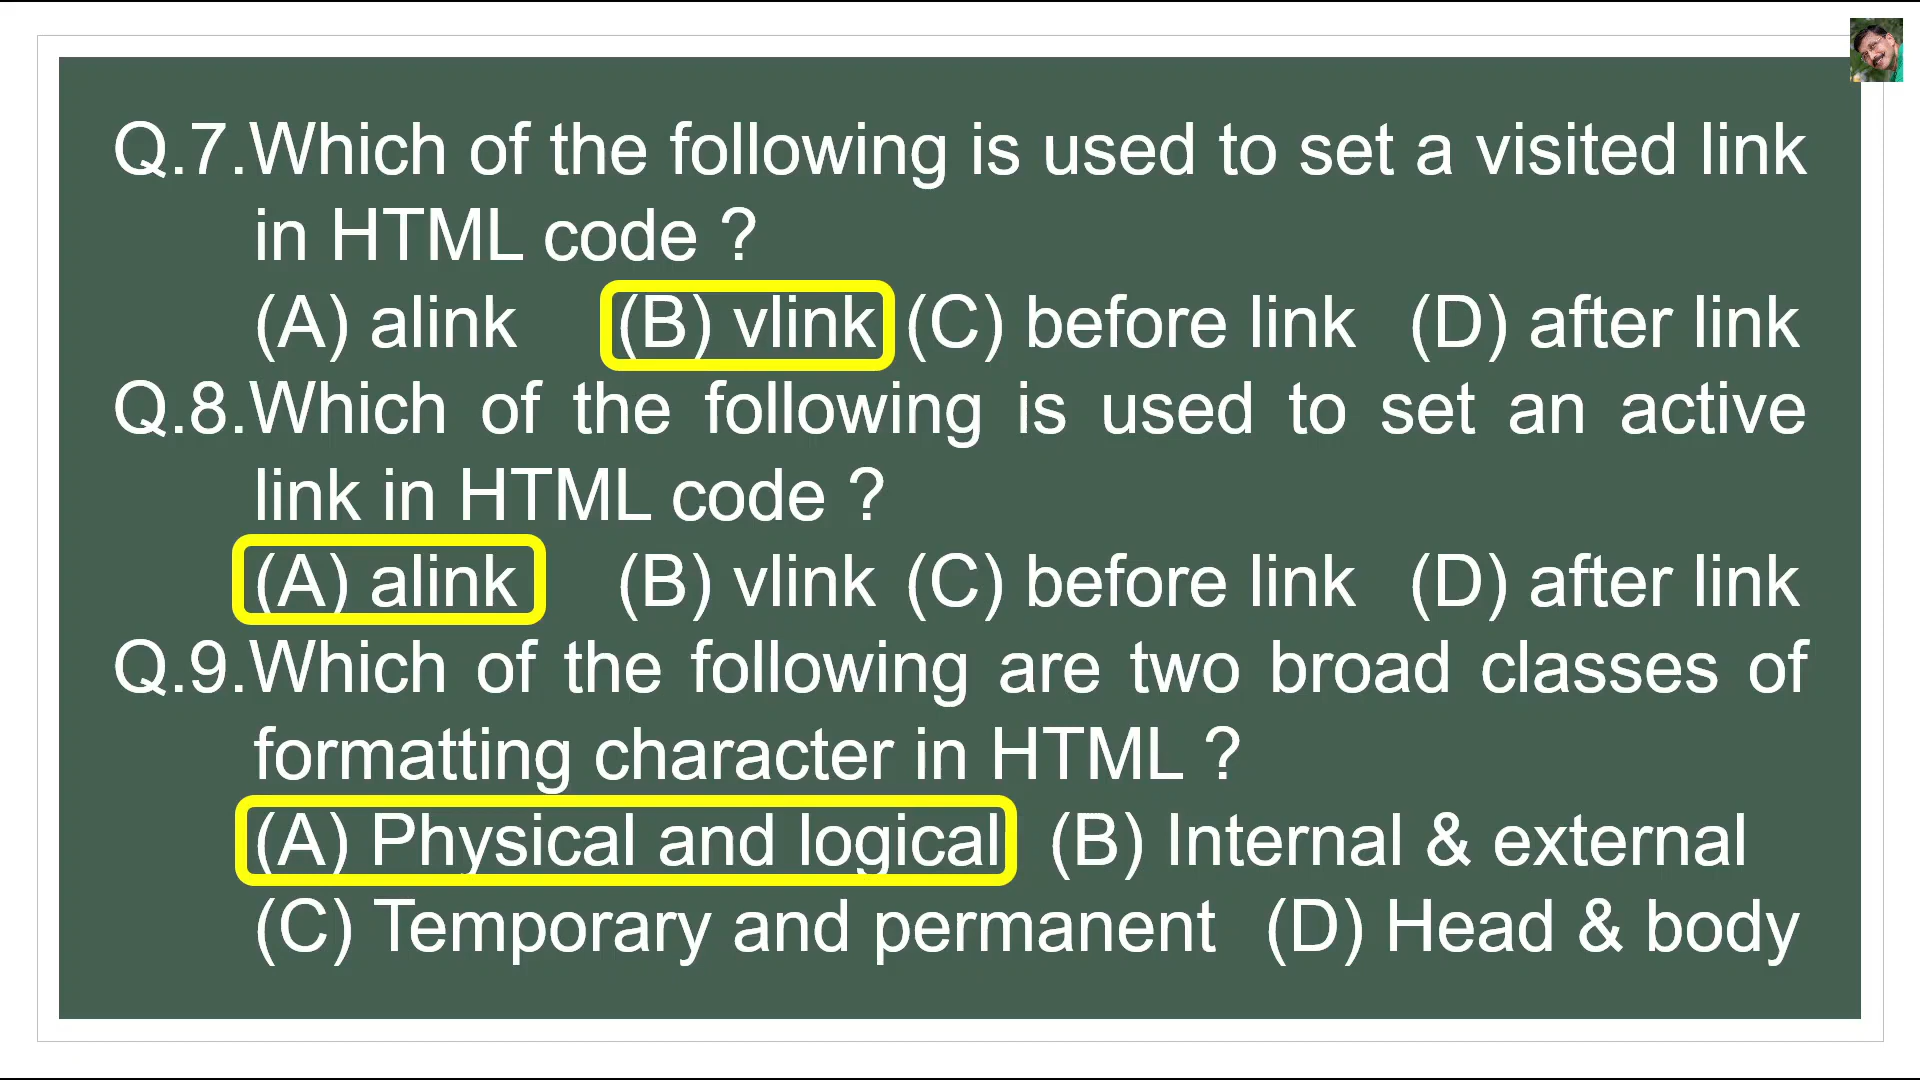 Q.7.Which of the following is used to set a visited link
in HTML code ?
(A) alink (B) vlink (C) before link (D) after link
Q.8.Which of the following is used to set an active
link in HTML code ?
(A) alink (B) vlink (C) before link (D) after link
Q.9.Which of the following are two broad classes of
formatting character in HTML ?
(A) Physical and logical (B) Internal & external
(C) Temporary and permanent (D) Head & body